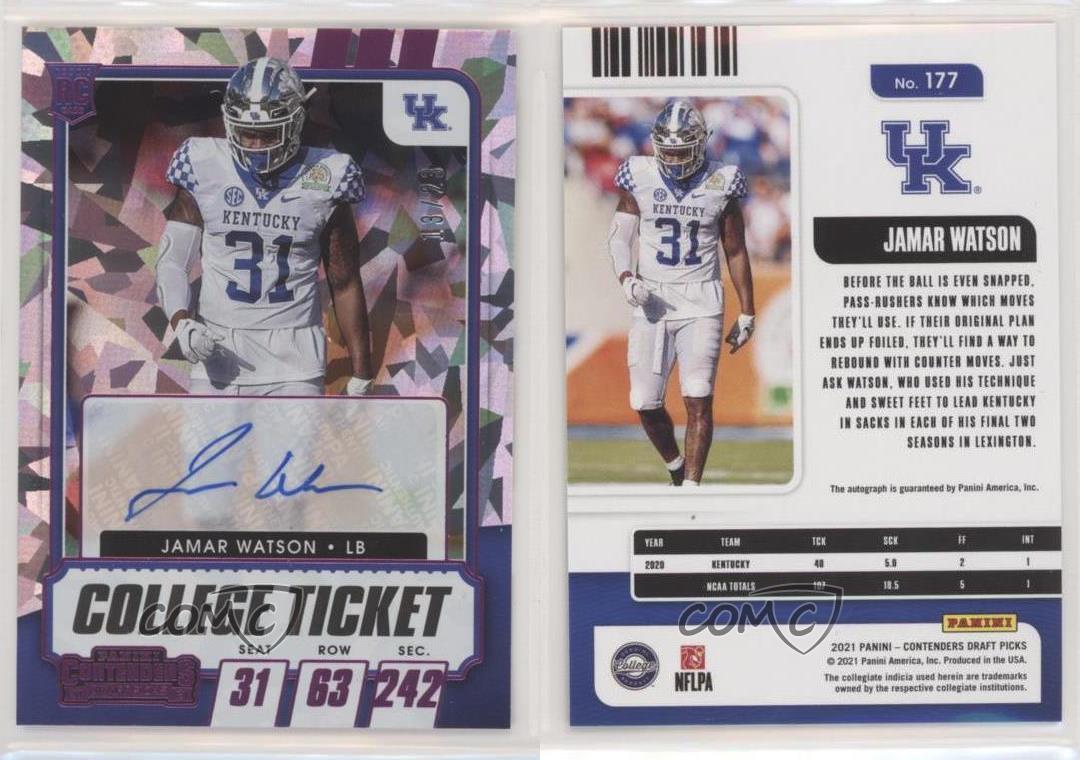 RC
UK
13/23
SEC
KENTUCKY
31
JAMAR WATSON • LB
COLLEGE TICKET
COMC
SEAT ROW SEC.
31 63 242
PANINI
CONTENDERS
DRAFT PICKS
No. 177
UK
®
JAMAR WATSON
KENTUCKY
31
BEFORE THE BALL IS EVEN SNAPPED,
PASS-RUSHERS KNOW WHICH MOVES
THEY'LL USE. IF THEIR ORIGINAL PLAN
ENDS UP FOILED, THEY'LL FIND A WAY TO
REBOUND WITH COUNTER MOVES. JUST
ASK WATSON, WHO USED HIS TECHNIQUE
AND SWEET FEET TO LEAD KENTUCKY
IN SACKS IN EACH OF HIS FINAL TWO
SEASONS IN LEXINGTON.
The autograph is guaranteed by Panini America, Inc.
YEAR TEAM TCK SCK FF INT
2020 KENTUCKY 40 5.0 2 1
NCAA TOTALS 107 18.5 5 1
COMC
PANINI
2021 PANINI – CONTENDERS DRAFT PICKS
© 2021 Panini America, Inc. Produced in the USA.
The collegiate indicia used herein are trademarks
owned by the respective collegiate institutions.
College
NFLPA